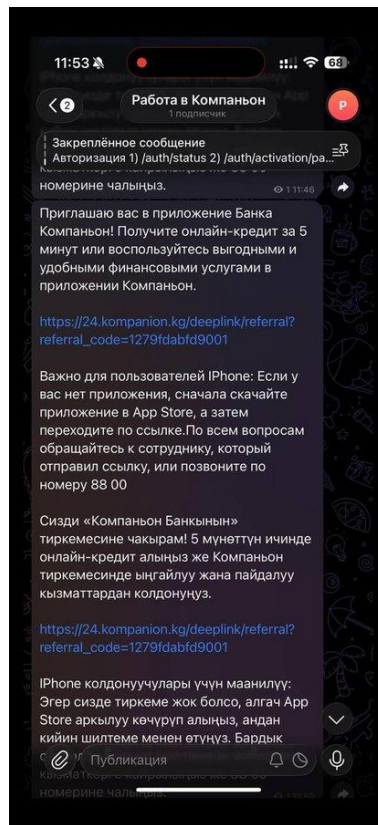 11:53
68
2
Работа в Компаньон
1 подписчик
Р
Закреплённое сообщение
Авторизация 1) /auth/status 2) /auth/activation/pa...
номерине чалыңыз.
1 11:46
Приглашаю вас в приложение Банка
Компаньон! Получите онлайн-кредит за 5
минут или воспользуйтесь выгодными и
удобными финансовыми услугами в
приложении Компаньон.
https://24.kompanion.kg/deeplink/referral?
referral_code=1279fdabfd9001
Важно для пользователей IPhone: Если у
вас нет приложения, сначала скачайте
приложение в App Store, а затем
переходите по ссылке.По всем вопросам
обращайтесь к сотруднику, который
отправил ссылку, или позвоните по
номеру 88 00
Сизди «Компаньон Банкынын»
тиркемесине чакырам! 5 мүнөттүн ичинде
онлайн-кредит алыңыз же Компаньон
тиркемесинде ыңгайлуу жана пайдалуу
кызматтардан колдонуңуз.
https://24.kompanion.kg/deeplink/referral?
referral_code=1279fdabfd9001
IPhone колдонуучулары үчүн маанилүү:
Эгер сизде тиркеме жок болсо, алгач App
Store аркылуу көчүрүп алыңыз, андан
кийин шилтеме менен өтүңүз. Бардык
Публикация
номерине чалыңыз.